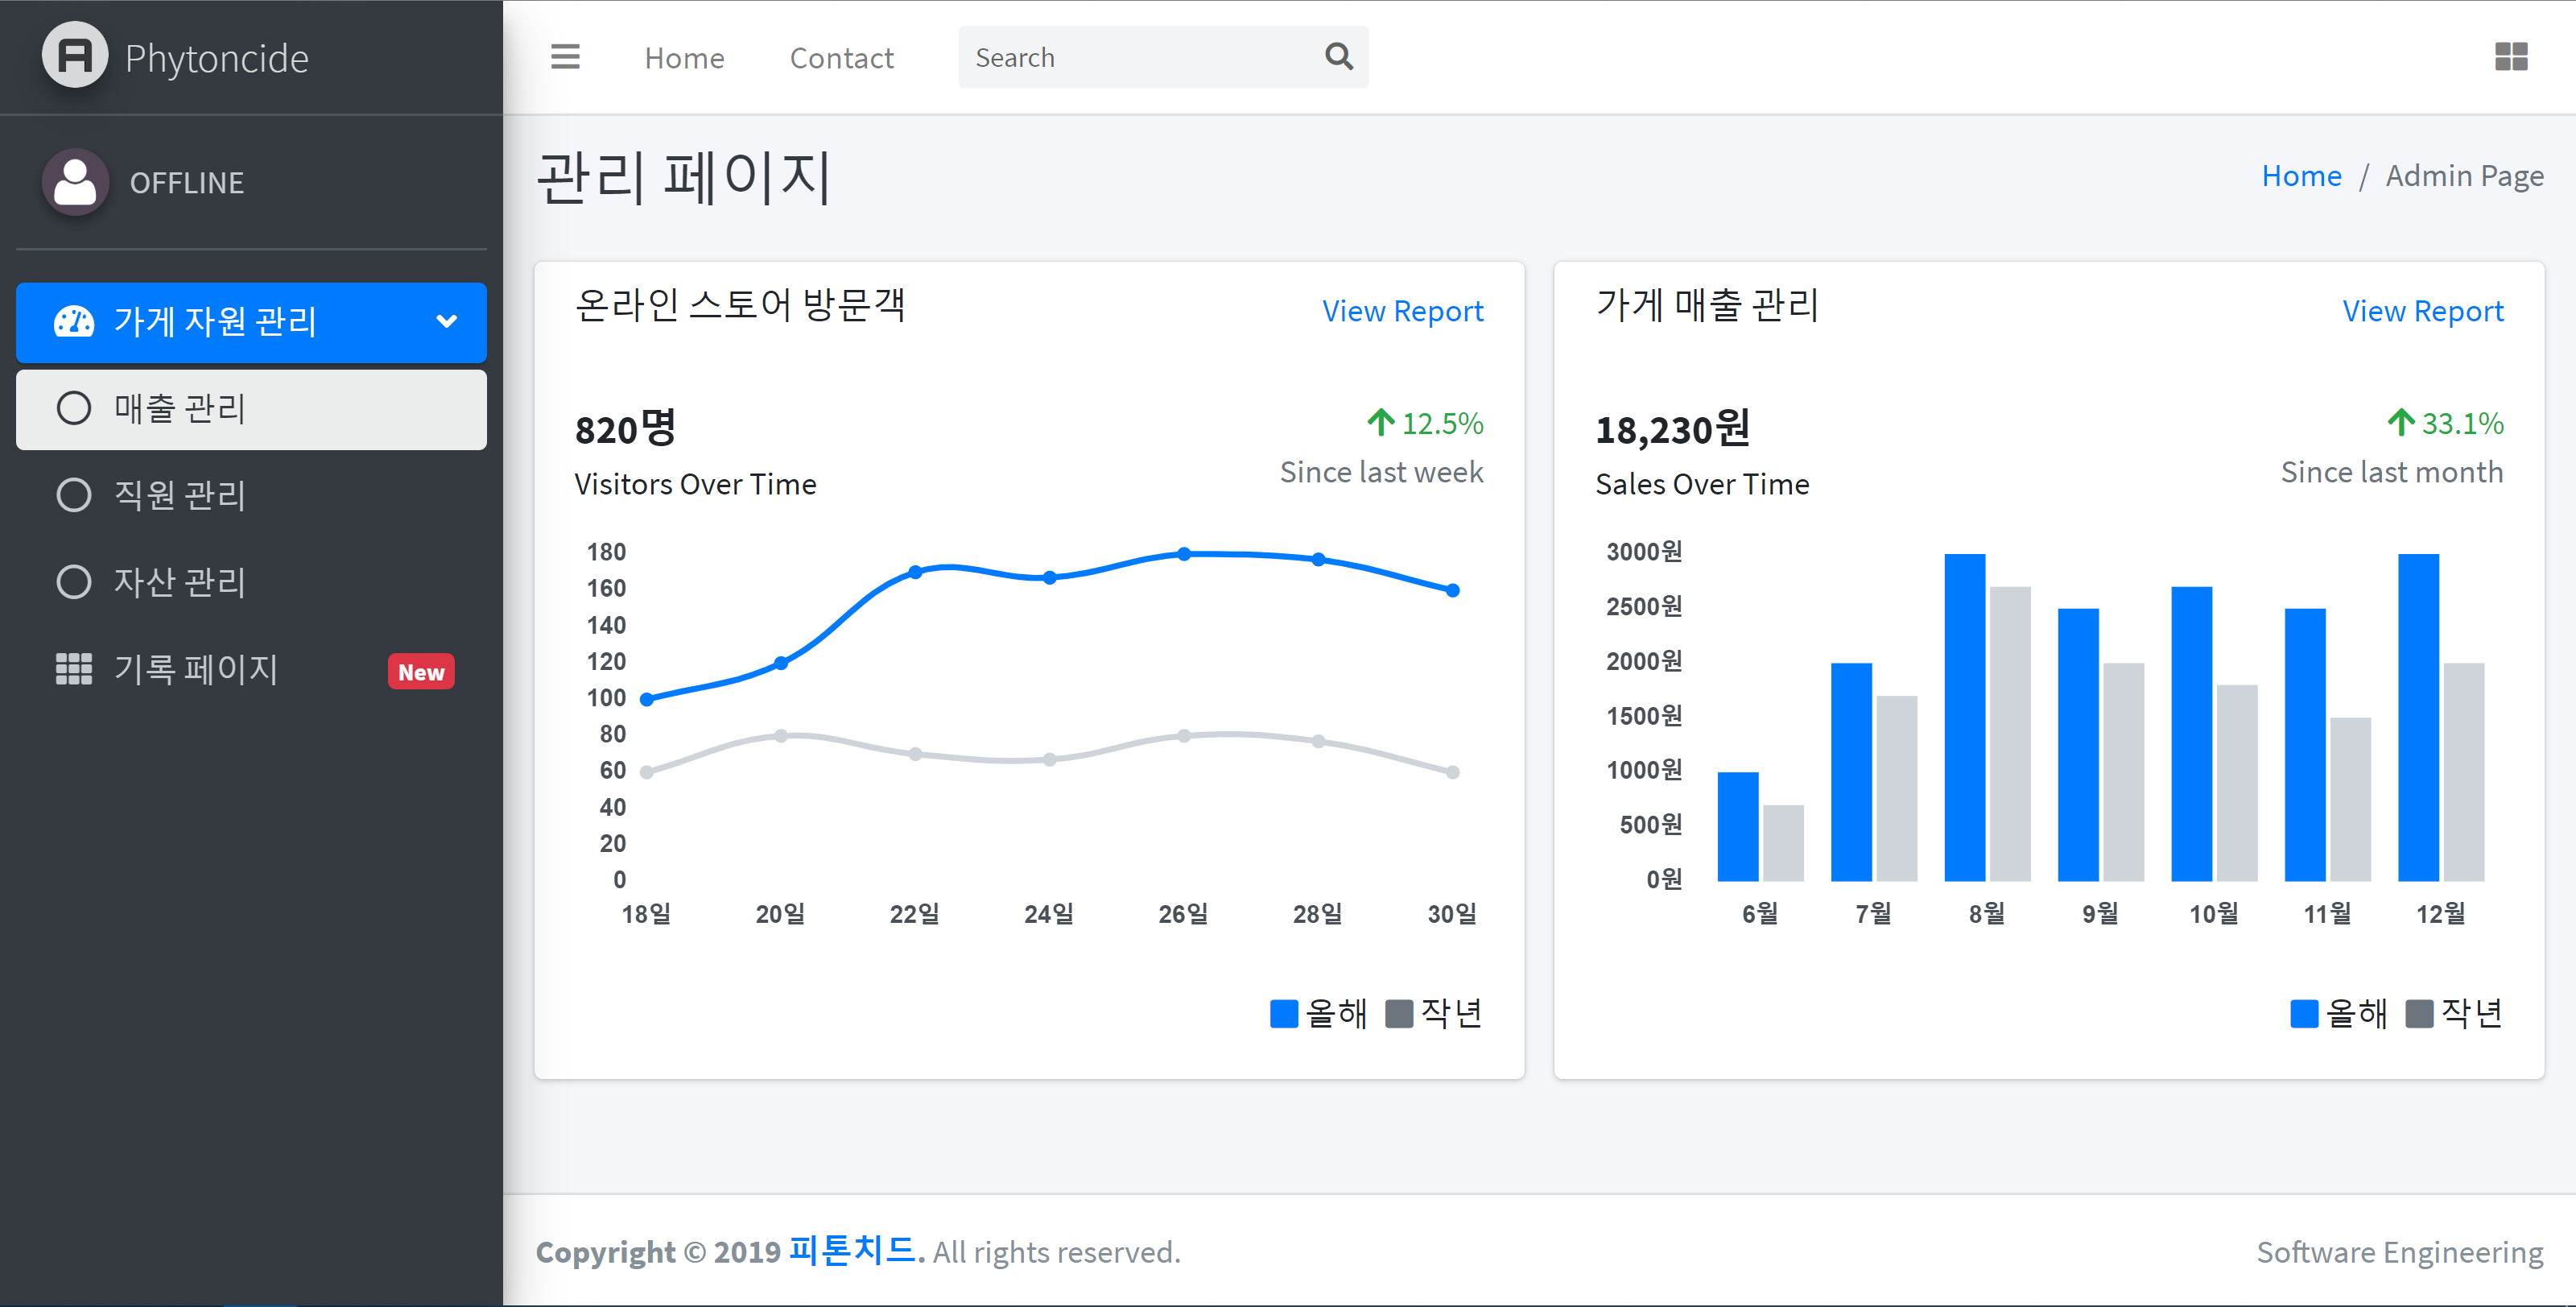 Phytoncide
Home
Contact
Search
OFFLINE
가게 자원 관리
매출 관리
직원 관리
자산 관리
기록 페이지 New
관리 페이지
Home / Admin Page
온라인 스토어 방문객
View Report
820명
12.5%
Visitors Over Time
Since last week
180
160
140
120
100
80
60
40
20
0
18일 20일 22일 24일 26일 28일 30일
올해 작년
가게 매출 관리
View Report
18,230원
33.1%
Sales Over Time
Since last month
3000원
2500원
2000원
1500원
1000원
500원
0원
6월 7월 8월 9월 10월 11월 12월
올해 작년
Copyright © 2019 피톤치드. All rights reserved.
Software Engineering